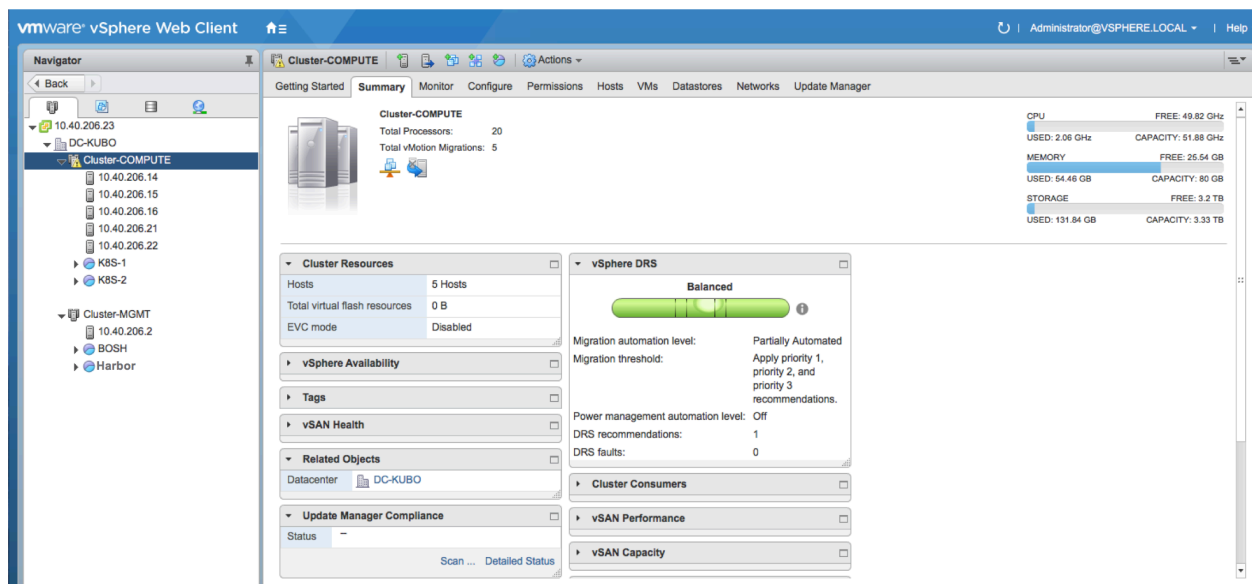 vmware® vSphere Web Client
Administrator@VSPHERE.LOCAL
Help
Navigator
Back
10.40.206.23
DC-KUBO
Cluster-COMPUTE
10.40.206.14
10.40.206.15
10.40.206.16
10.40.206.21
10.40.206.22
K8S-1
K8S-2
Cluster-MGMT
10.40.206.2
BOSH
Harbor
Cluster-COMPUTE Actions
Getting Started Summary Monitor Configure Permissions Hosts VMs Datastores Networks Update Manager
Cluster-COMPUTE
Total Processors: 20
Total vMotion Migrations: 5
CPU FREE: 49.82 GHz
USED: 2.06 GHz CAPACITY: 51.88 GHz
MEMORY FREE: 25.54 GB
USED: 54.46 GB CAPACITY: 80 GB
STORAGE FREE: 3.2 TB
USED: 131.84 GB CAPACITY: 3.33 TB
Cluster Resources
Hosts 5 Hosts
Total virtual flash resources 0 B
EVC mode Disabled
vSphere Availability
Tags
vSAN Health
Related Objects
Datacenter DC-KUBO
Update Manager Compliance
Status –
Scan ... Detailed Status
vSphere DRS
Balanced
Migration automation level: Partially Automated
Migration threshold: Apply priority 1,
priority 2, and
priority 3
recommendations.
Power management automation level: Off
DRS recommendations: 1
DRS faults: 0
Cluster Consumers
vSAN Performance
vSAN Capacity